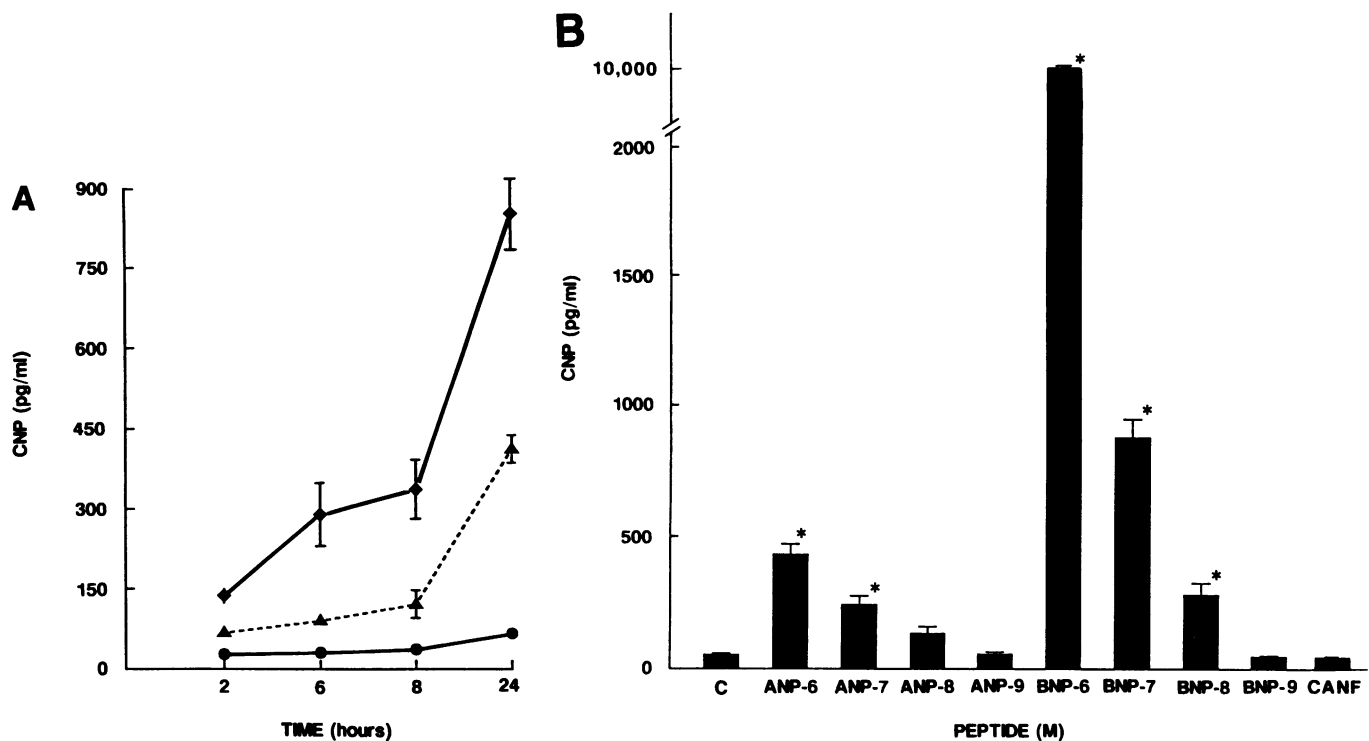 A
CNP (pg/ml)
900
750
600
450
300
150
0
2 6 8 24
TIME (hours)
B
CNP (pg/ml)
10,000
2000
1500
1000
500
0
* * * * *
C ANP-6 ANP-7 ANP-8 ANP-9 BNP-6 BNP-7 BNP-8 BNP-9 CANF
PEPTIDE (M)